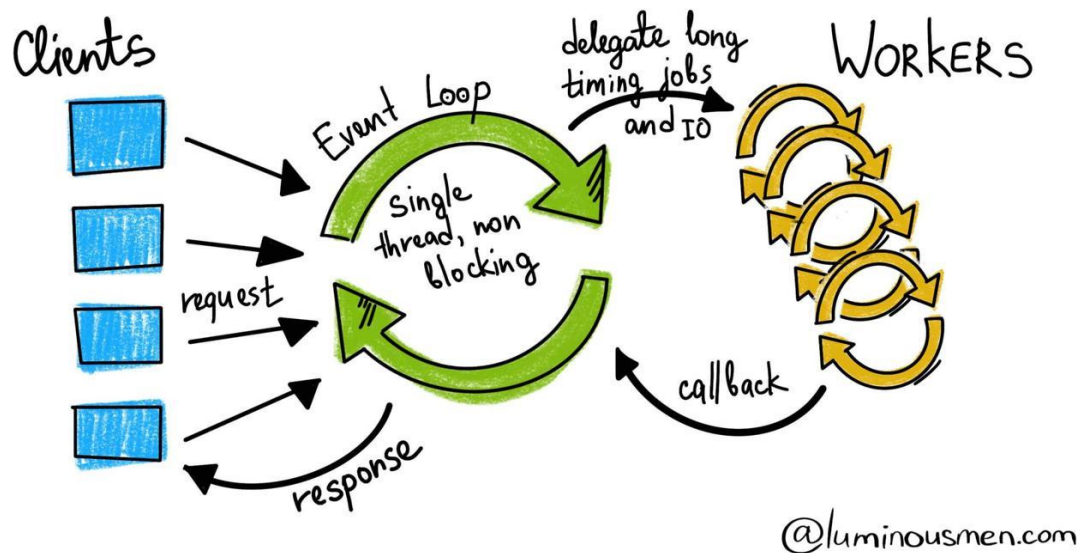 Clients
Event Loop
single
thread, non
blocking
delegate long
timing jobs
and IO
WORKERS
request
callback
response
@luminousmen.com